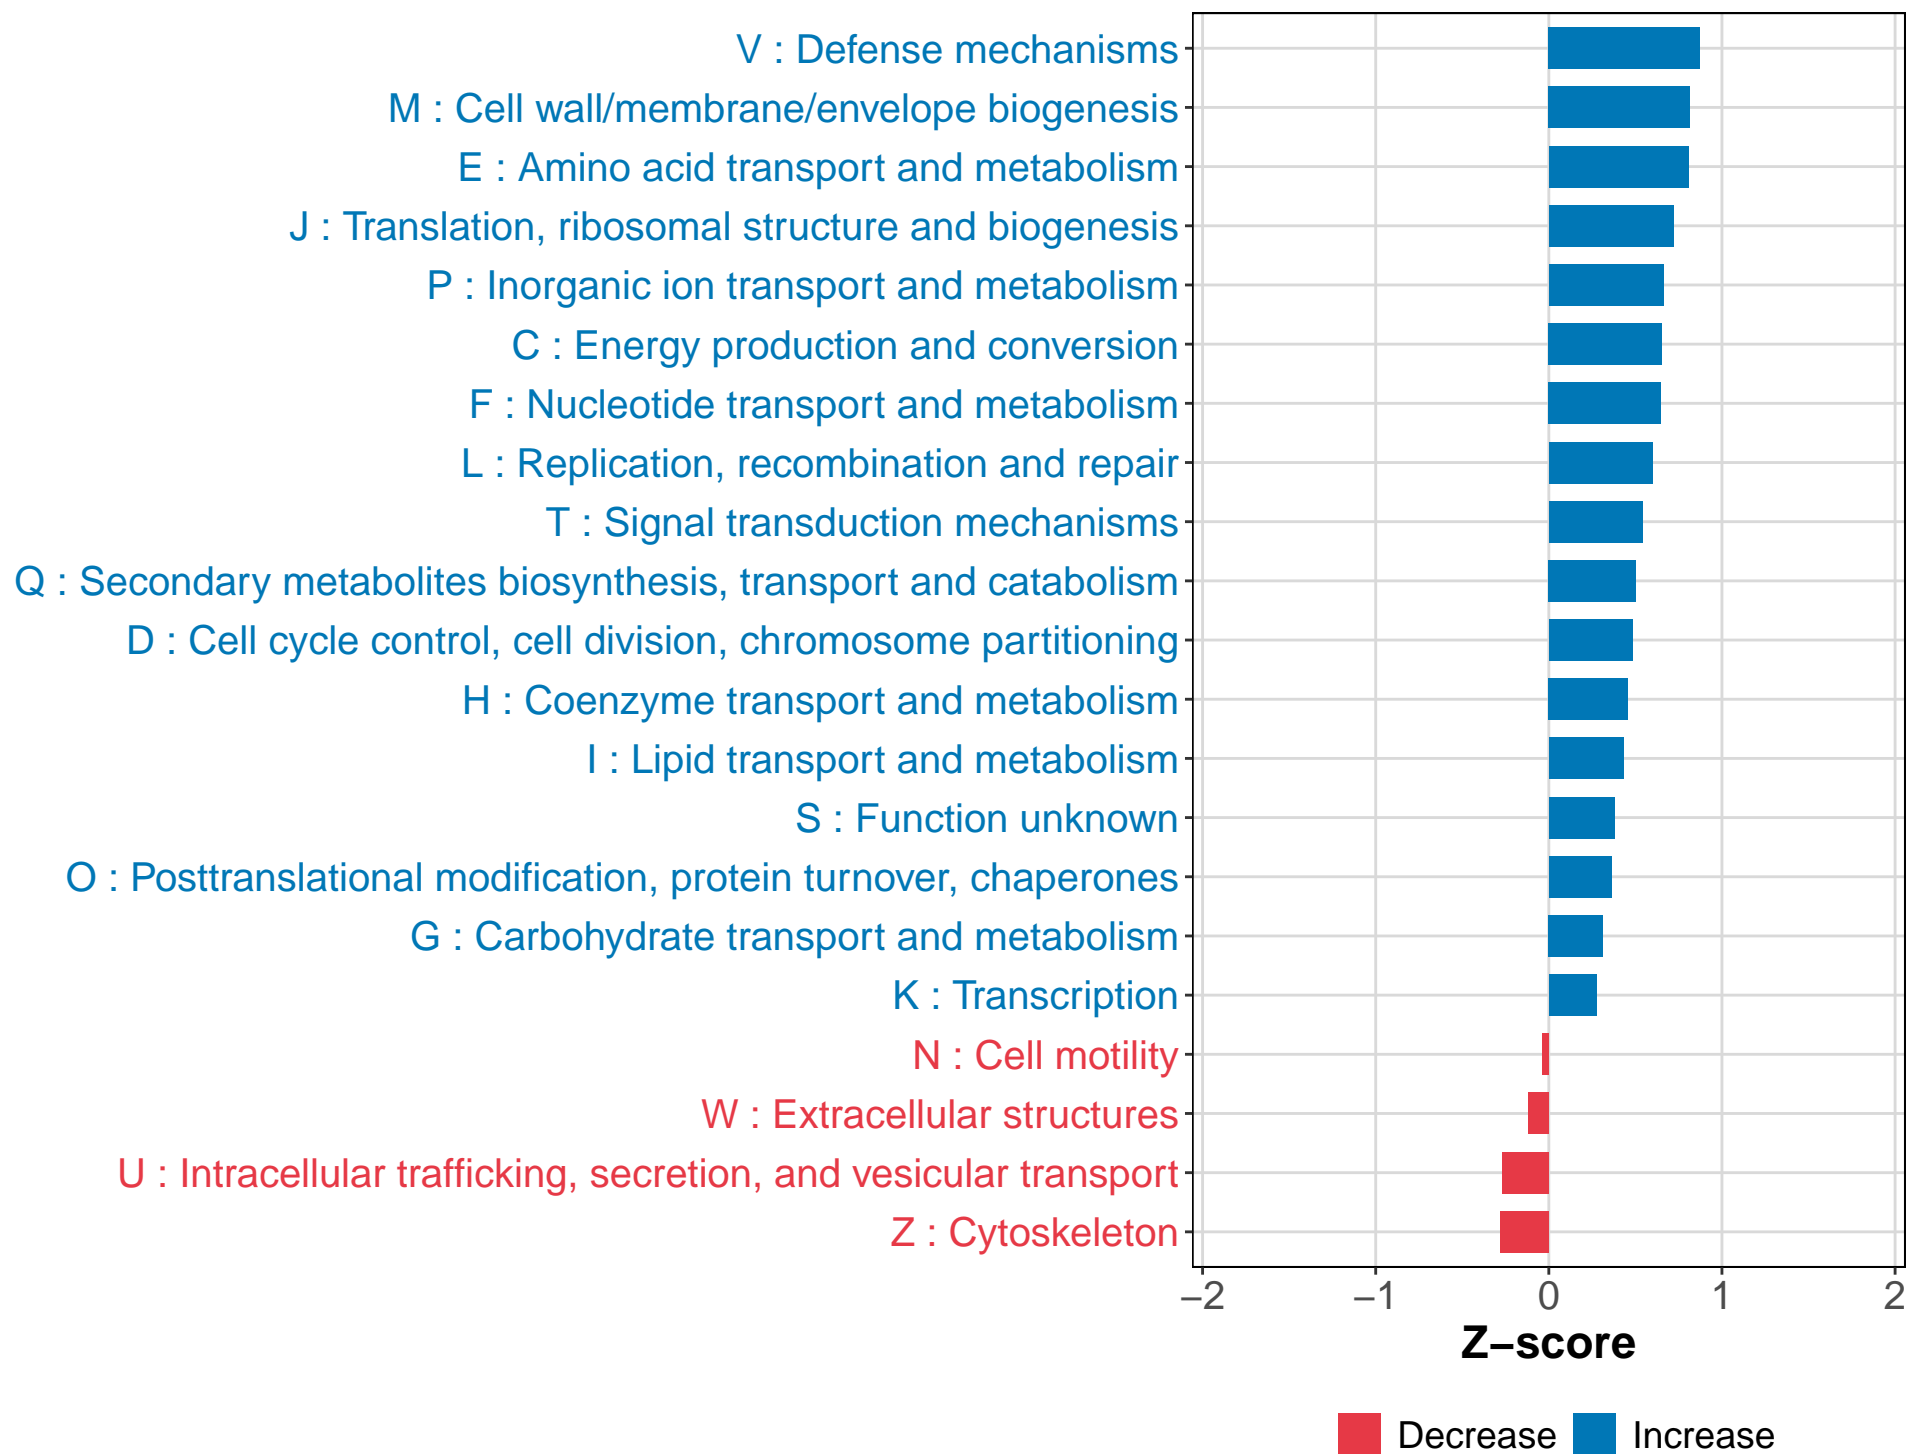 V : Defense mechanisms
M : Cell wall/membrane/envelope biogenesis
E : Amino acid transport and metabolism
J : Translation, ribosomal structure and biogenesis
P : Inorganic ion transport and metabolism
C : Energy production and conversion
F : Nucleotide transport and metabolism
L : Replication, recombination and repair
T : Signal transduction mechanisms
Q : Secondary metabolites biosynthesis, transport and catabolism
D : Cell cycle control, cell division, chromosome partitioning
H : Coenzyme transport and metabolism
I : Lipid transport and metabolism
S : Function unknown
O : Posttranslational modification, protein turnover, chaperones
G : Carbohydrate transport and metabolism
K : Transcription
N : Cell motility
W : Extracellular structures
U : Intracellular trafficking, secretion, and vesicular transport
Z : Cytoskeleton
−2 −1 0 1 2
Z−score
Decrease Increase